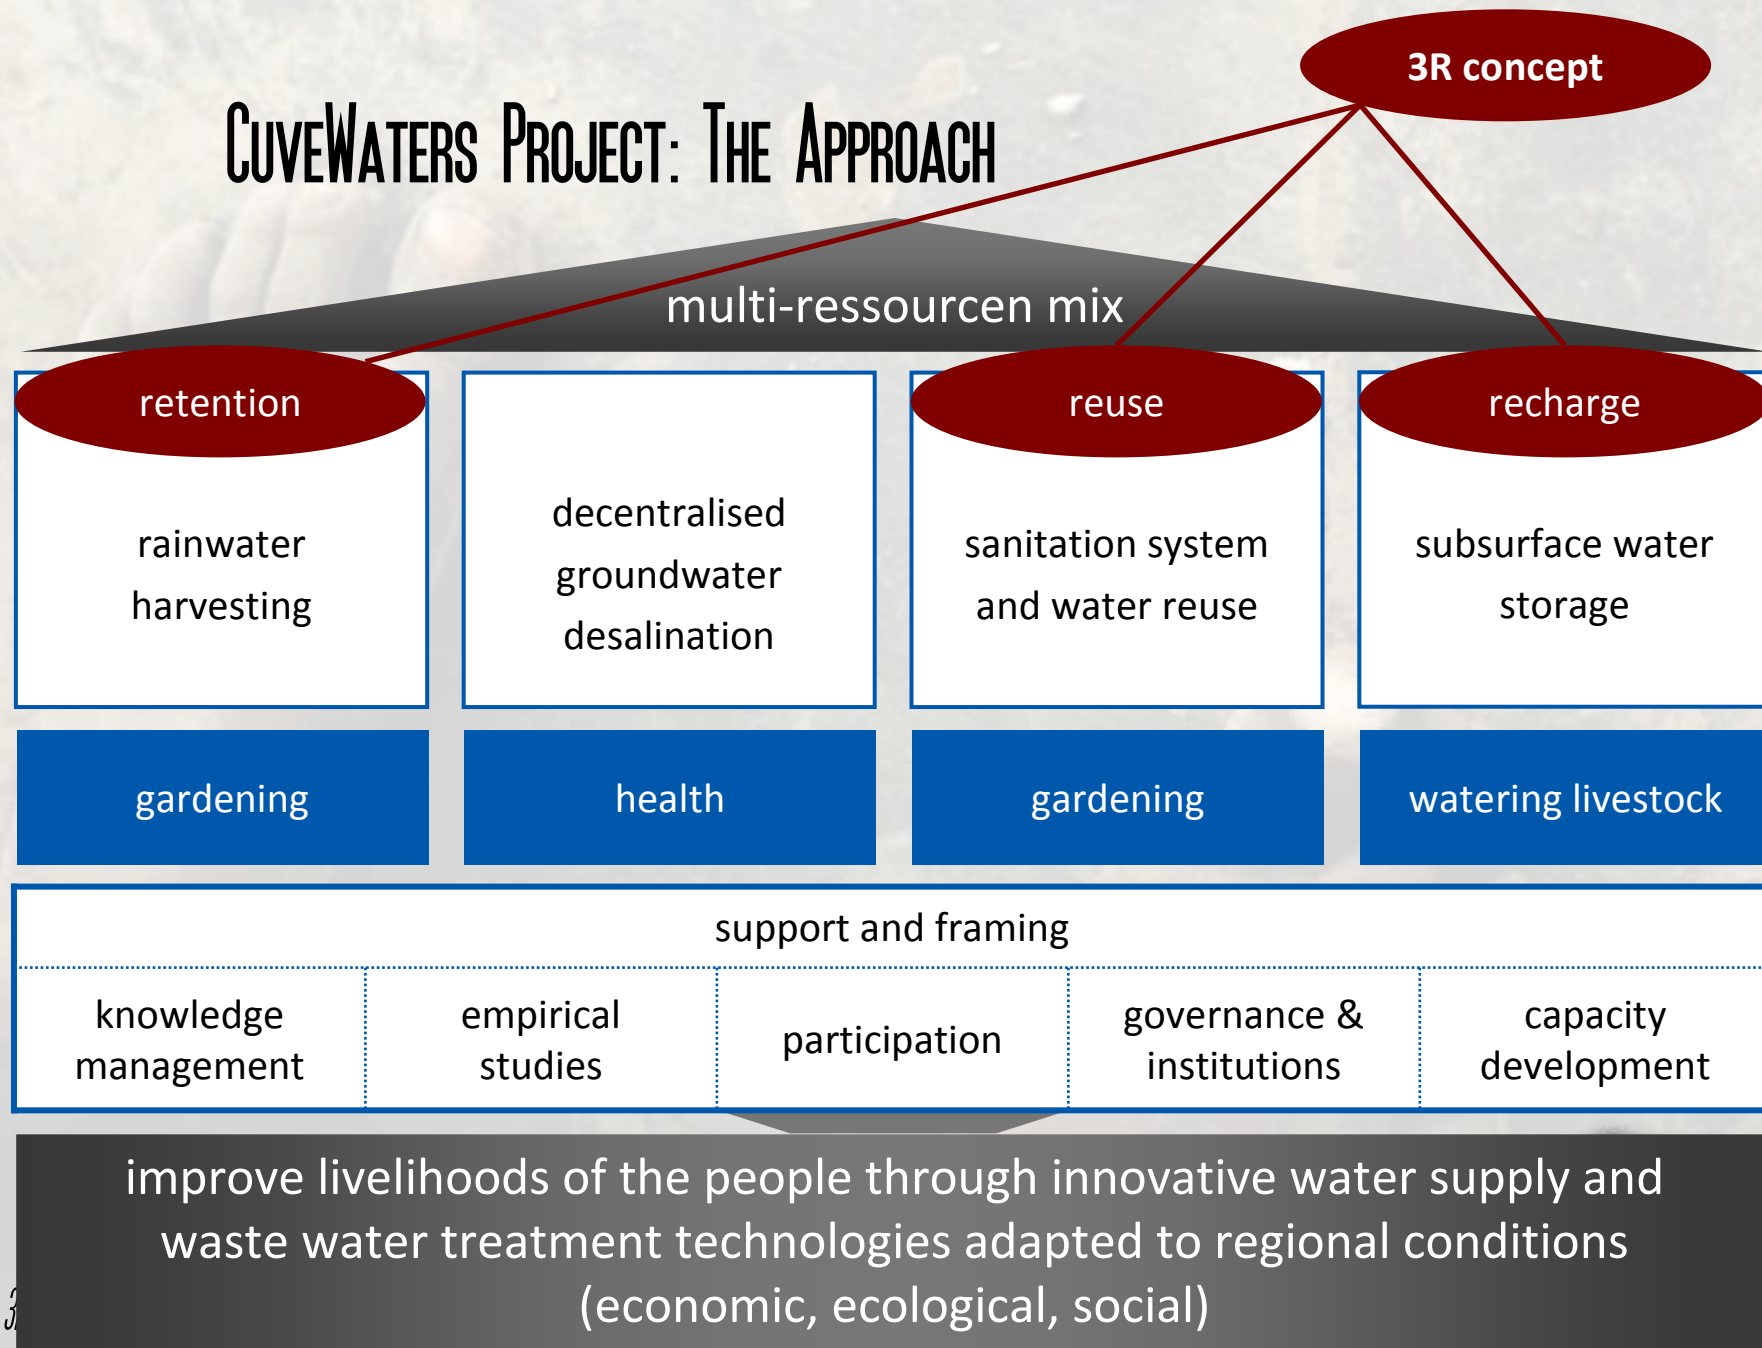 3R concept
CuveWaters Project: The Approach
multi-ressourcen mix
retention
reuse
recharge
rainwater
harvesting
decentralised
groundwater
desalination
sanitation system
and water reuse
subsurface water
storage
gardening
health
gardening
watering livestock
support and framing
knowledge
management
empirical
studies
participation
governance &
institutions
capacity
development
improve livelihoods of the people through innovative water supply and
waste water treatment technologies adapted to regional conditions
(economic, ecological, social)